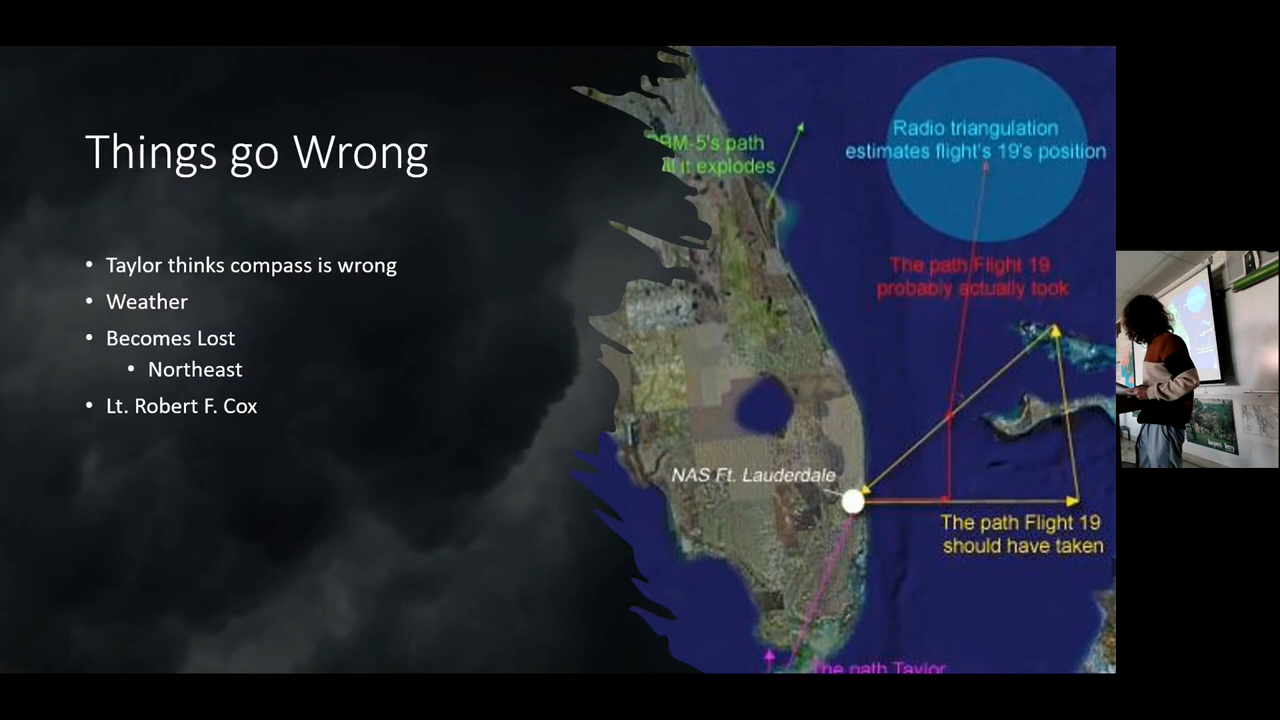 Things go Wrong
• Taylor thinks compass is wrong
• Weather
• Becomes Lost
• Northeast
• Lt. Robert F. Cox
BM-5's path
it explodes
Radio triangulation
estimates flight's 19's position
The path Flight 19
probably actually took
NAS Ft. Lauderdale
The path Flight 19
should have taken
The path Taylor